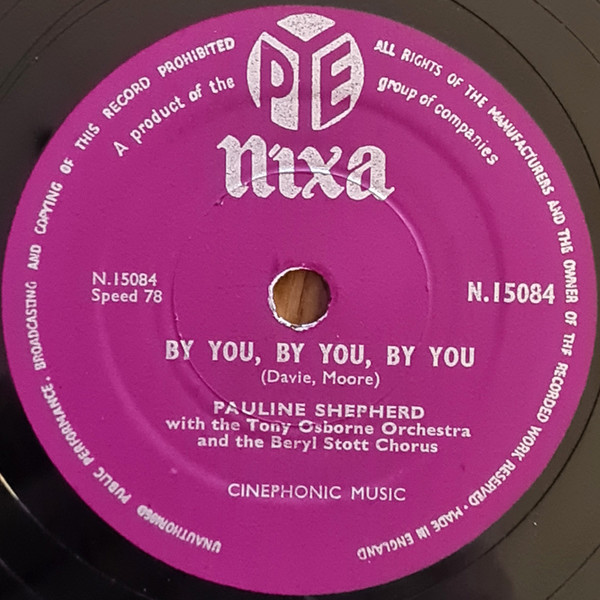 ALL RIGHTS OF THE MANUFACTURERS AND THE OWNER OF THE RECORDED WORK RESERVED • MADE IN ENGLAND
UNAUTHORISED PUBLIC PERFORMANCE • BROADCASTING AND COPYING OF THIS RECORD PROHIBITED
A product of the
PYE
group of companies
nixa
N.15084
Speed 78
N.15084
BY YOU, BY YOU, BY YOU
(Davie, Moore)
PAULINE SHEPHERD
with the Tony Osborne Orchestra
and the Beryl Stott Chorus
CINEPHONIC MUSIC